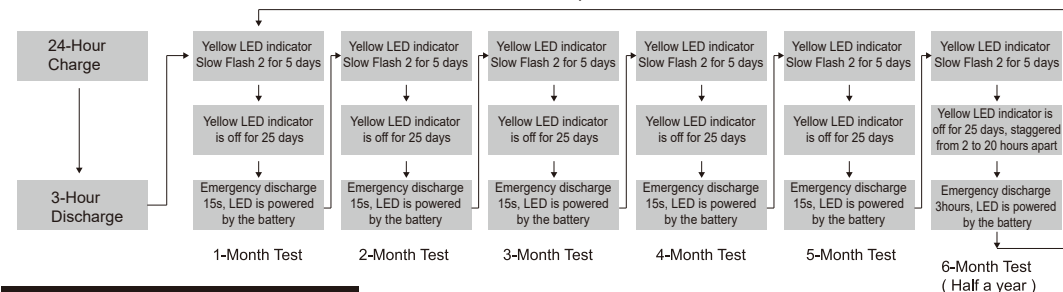 24-Hour
Charge
3-Hour
Discharge
Yellow LED indicator
Slow Flash 2 for 5 days
Yellow LED indicator
is off for 25 days
Emergency discharge
15s, LED is powered
by the battery
1-Month Test
Yellow LED indicator
Slow Flash 2 for 5 days
Yellow LED indicator
is off for 25 days
Emergency discharge
15s, LED is powered
by the battery
2-Month Test
Yellow LED indicator
Slow Flash 2 for 5 days
Yellow LED indicator
is off for 25 days
Emergency discharge
15s, LED is powered
by the battery
3-Month Test
Yellow LED indicator
Slow Flash 2 for 5 days
Yellow LED indicator
is off for 25 days
Emergency discharge
15s, LED is powered
by the battery
4-Month Test
Yellow LED indicator
Slow Flash 2 for 5 days
Yellow LED indicator
is off for 25 days
Emergency discharge
15s, LED is powered
by the battery
5-Month Test
Yellow LED indicator
Slow Flash 2 for 5 days
Yellow LED indicator is
off for 25 days, staggered
from 2 to 20 hours apart
Emergency discharge
3hours, LED is powered
by the battery
6-Month Test
( Half a year )